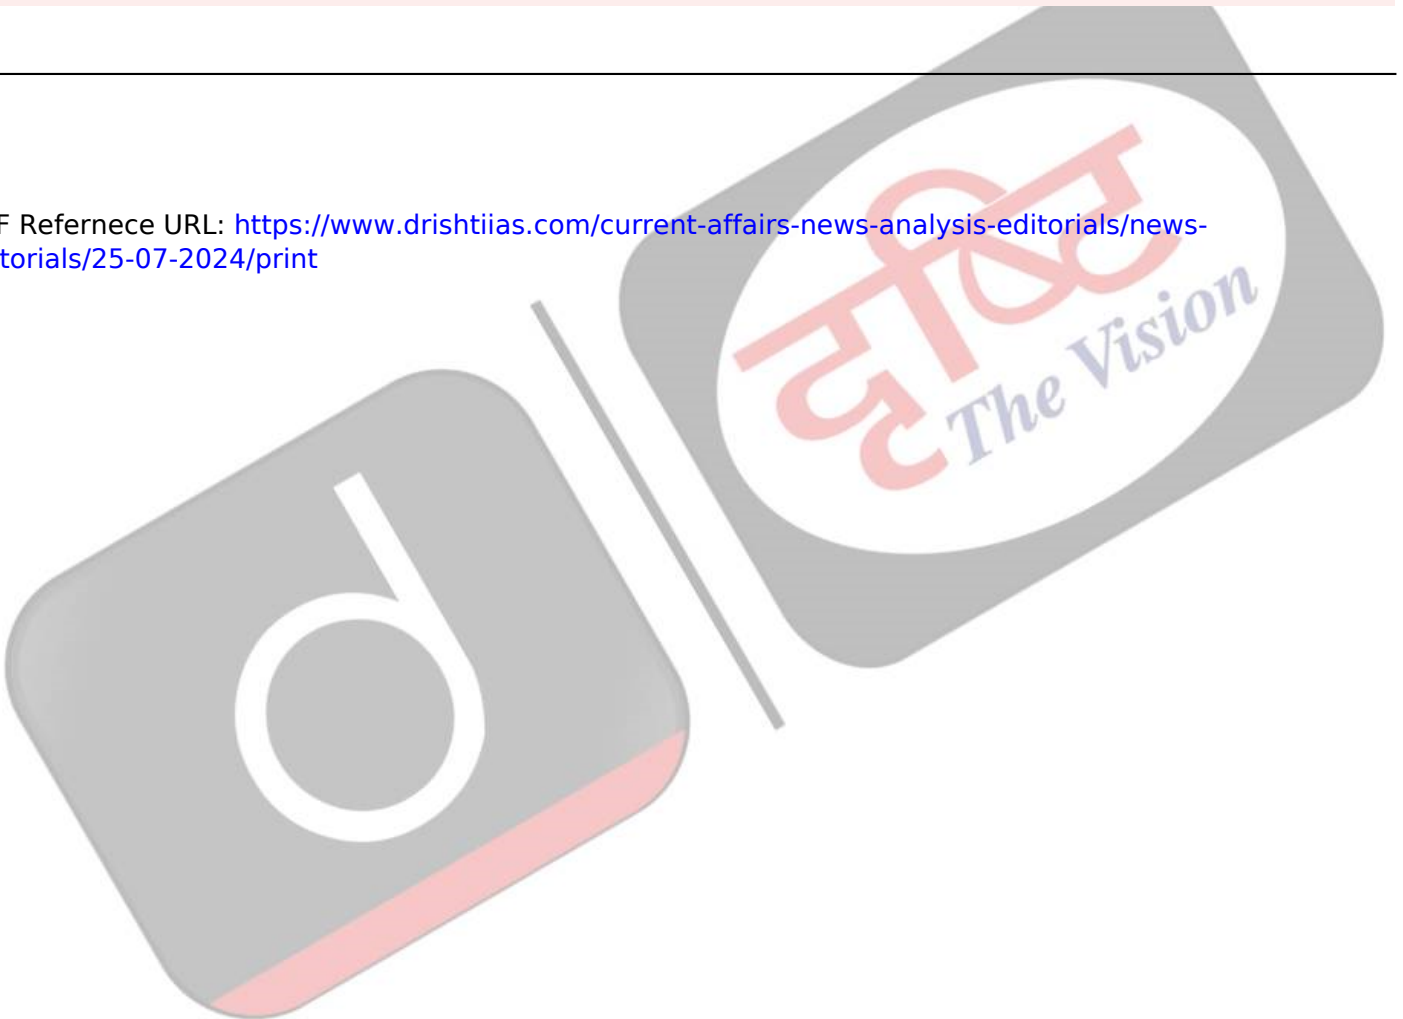 F Refernece URL: https://www.drishtiias.com/current-affairs-news-analysis-editorials/news-
torials/25-07-2024/print
दृष्टि
The Vision
d